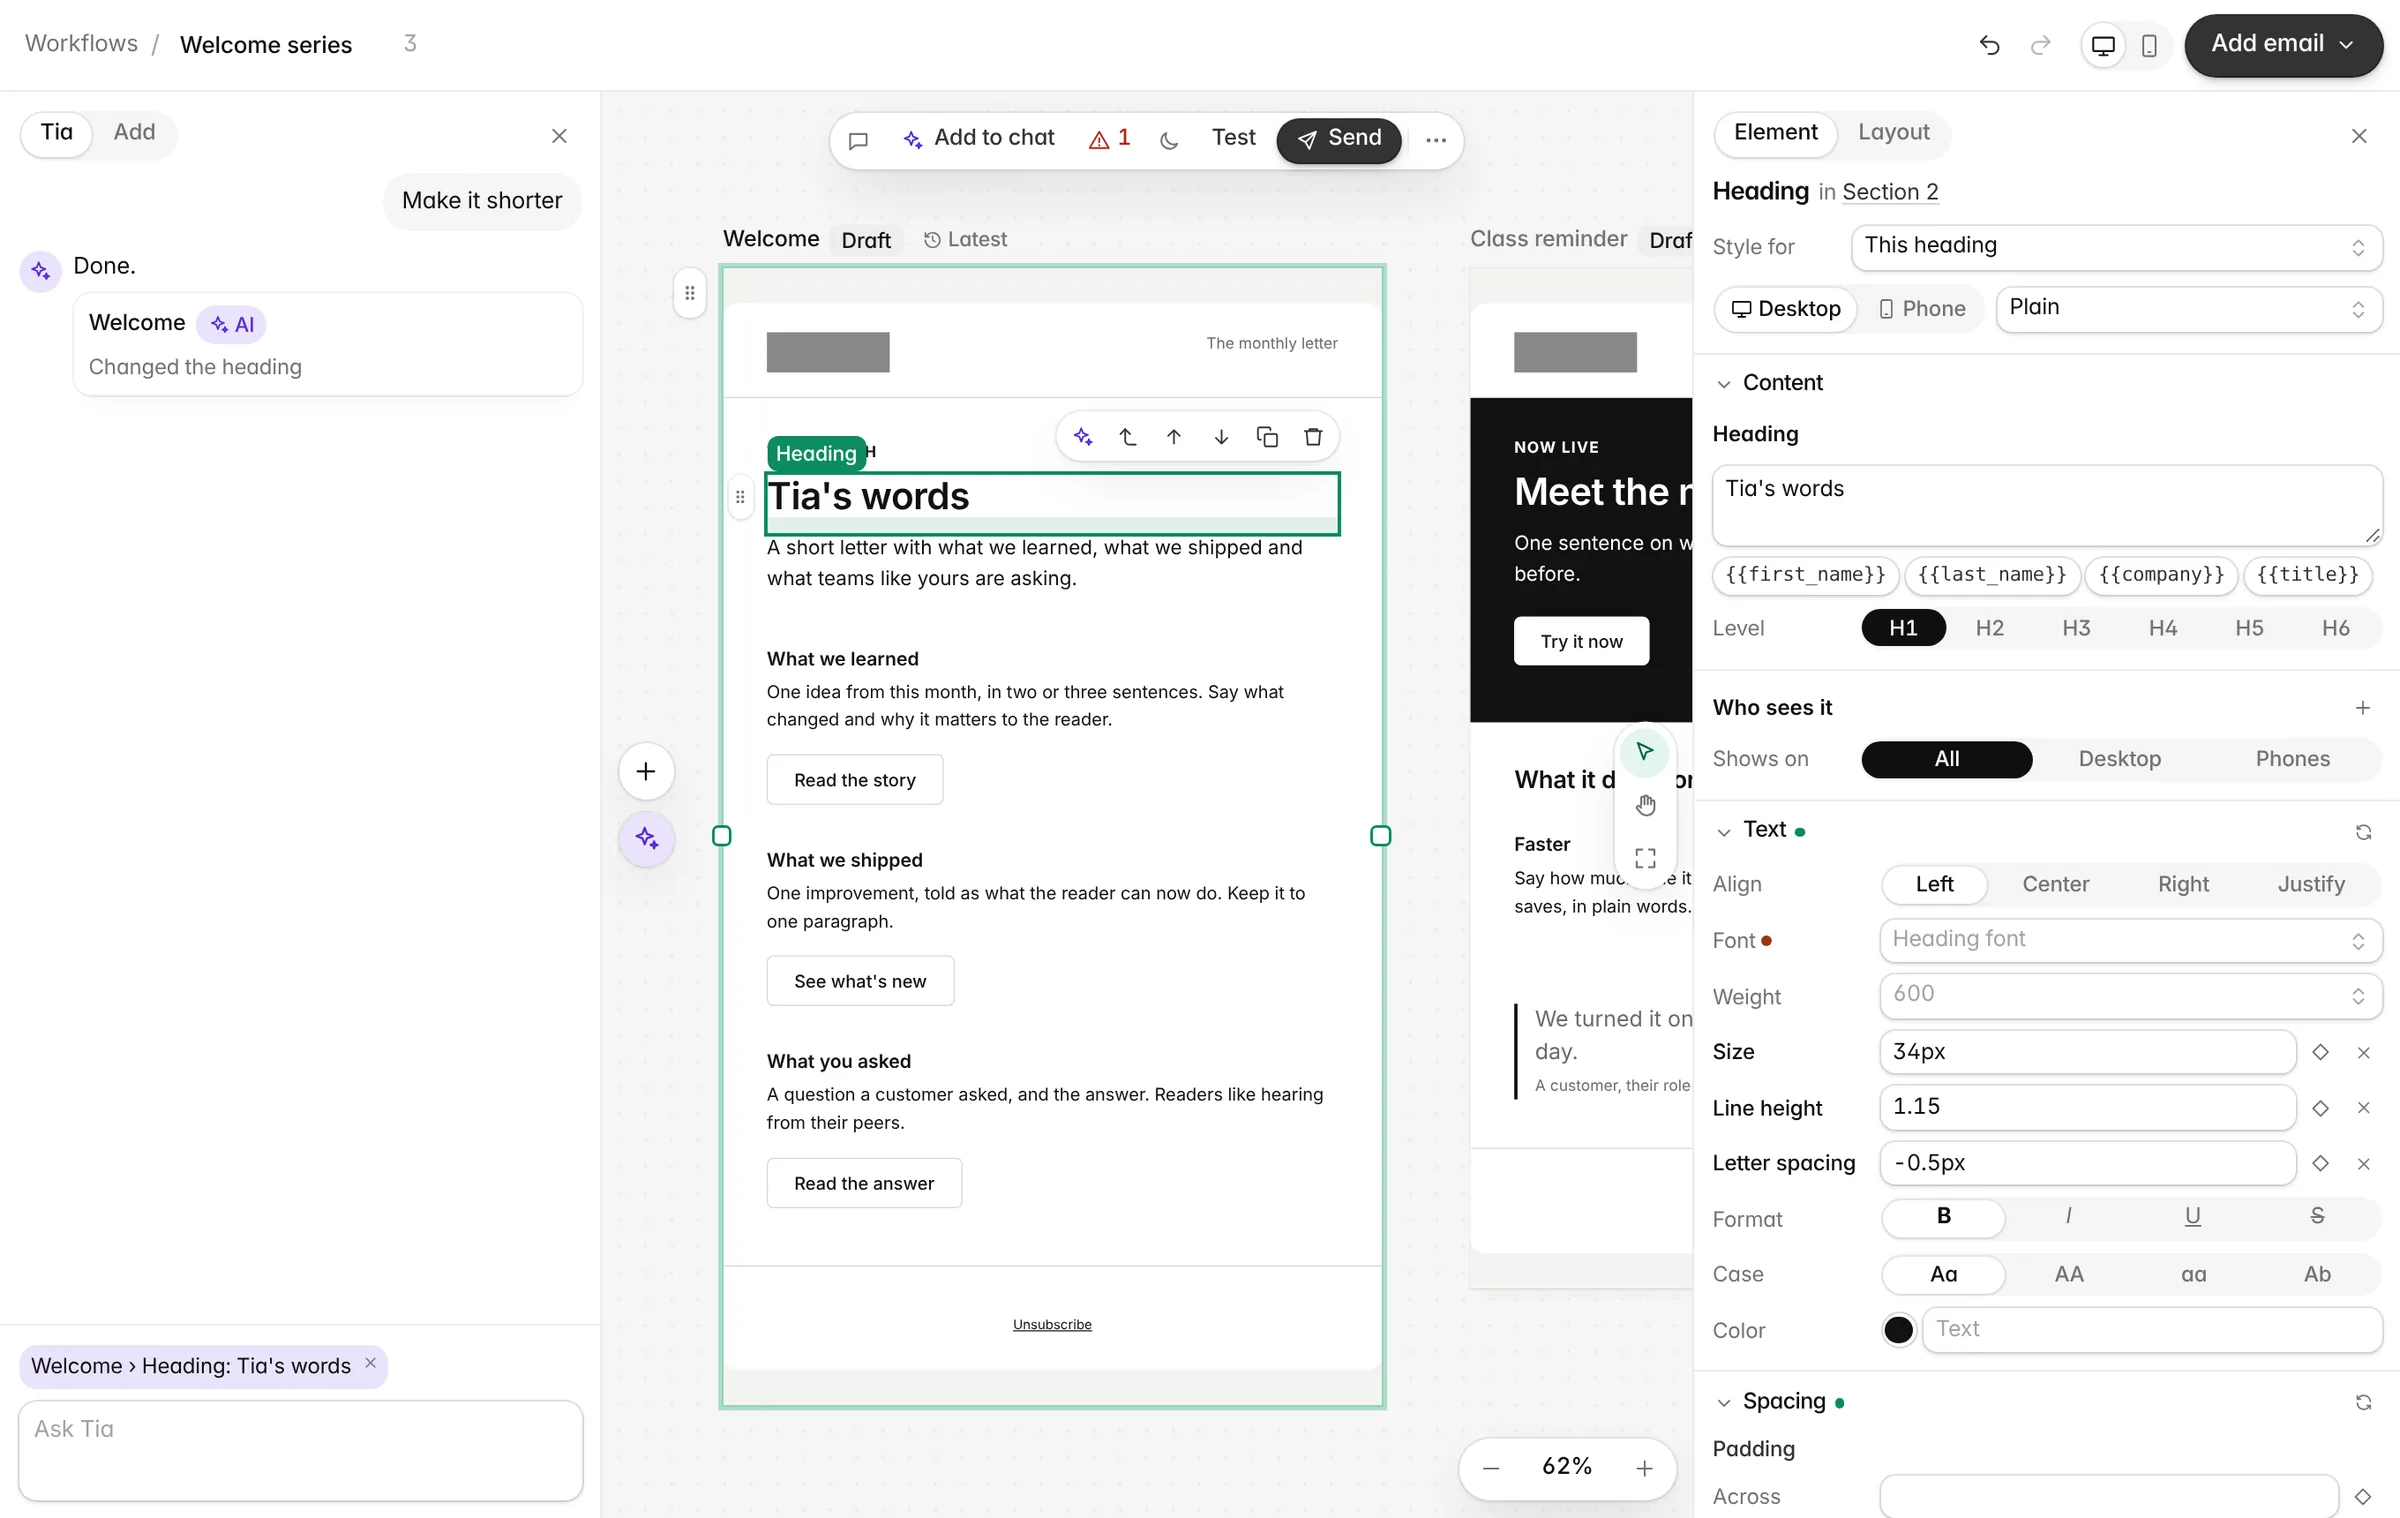 Workflows / Welcome series 3
Add email
Tia Add
Make it shorter
Done.
Welcome AI
Changed the heading
Welcome › Heading: Tia's words
Ask Tia
Add to chat 1 Test Send
Welcome Draft Latest
The monthly letter
Heading H
Tia's words
A short letter with what we learned, what we shipped and
what teams like yours are asking.
What we learned
One idea from this month, in two or three sentences. Say what
changed and why it matters to the reader.
Read the story
What we shipped
One improvement, told as what the reader can now do. Keep it to
one paragraph.
See what's new
What you asked
A question a customer asked, and the answer. Readers like hearing
from their peers.
Read the answer
Unsubscribe
Class reminder Draf
NOW LIVE
Meet the
One sentence on w
before.
Try it now
What it d
Faster
Say how muc e it
saves, in plain words.
We turned it on
day.
A customer, their role
62%
Element Layout
Heading in Section 2
Style for This heading
Desktop Phone Plain
Content
Heading
Tia's words
{{first_name}} {{last_name}} {{company}} {{title}}
Level H1 H2 H3 H4 H5 H6
Who sees it
Shows on All Desktop Phones
Text
Align Left Center Right Justify
Font Heading font
Weight 600
Size 34px
Line height 1.15
Letter spacing -0.5px
Format B I U S
Case Aa AA aa Ab
Color Text
Spacing
Padding
Across